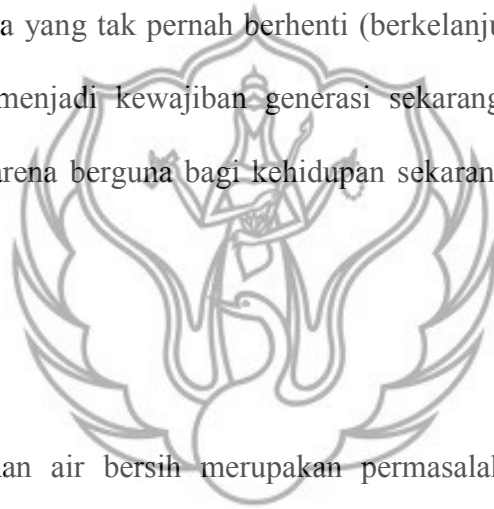 a yang tak pernah berhenti (berkelanju
menjadi kewajiban generasi sekarang
arena berguna bagi kehidupan sekaran
an air bersih merupakan permasalah